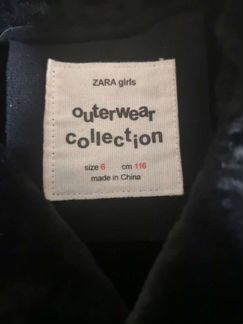 ZARA girls
outerwear
collection
size 6 cm 116
made in China